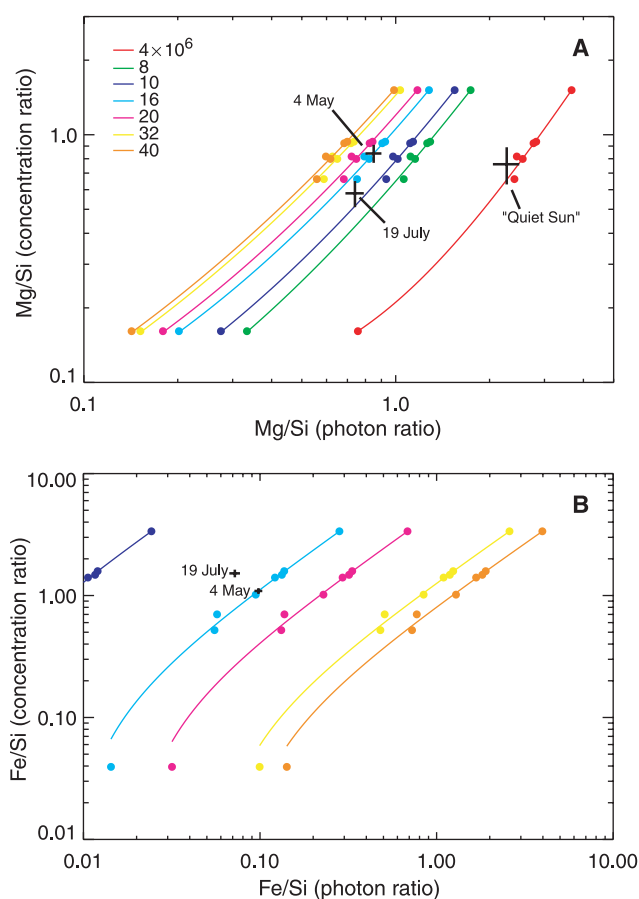 A
4×10⁶
8
10
16
20
32
40
4 May
19 July
"Quiet Sun"
1.0
0.1
Mg/Si (concentration ratio)
0.1
1.0
Mg/Si (photon ratio)
B
19 July
4 May
10.00
1.00
0.10
0.01
Fe/Si (concentration ratio)
0.01
0.10
1.00
10.00
Fe/Si (photon ratio)